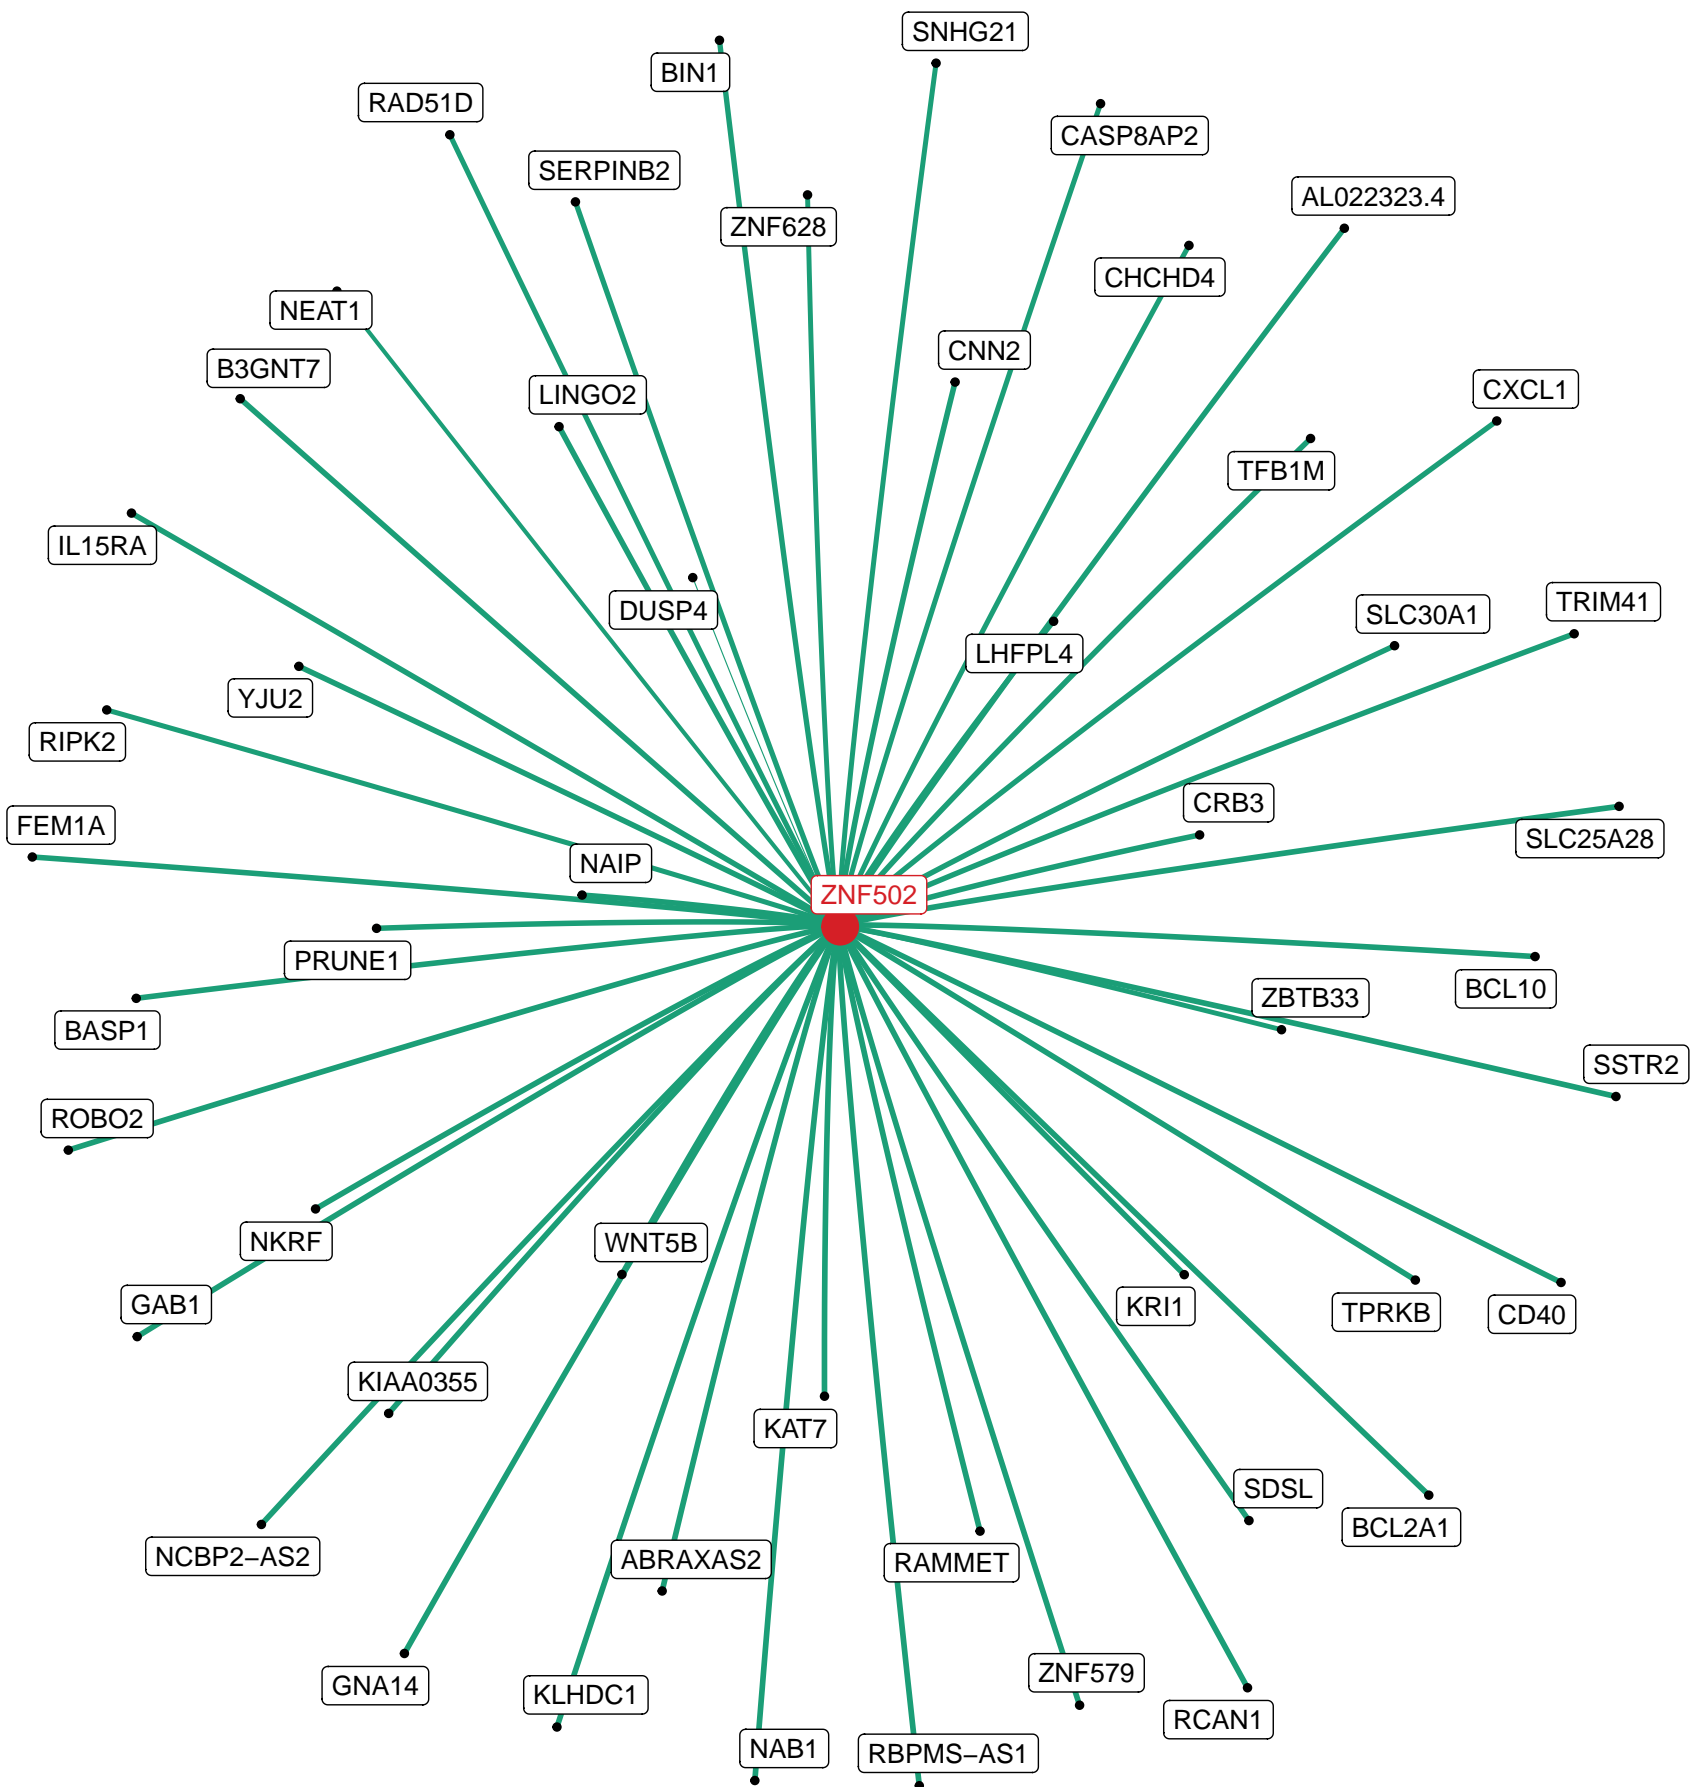 SNHG21
BIN1
RAD51D
CASP8AP2
SERPINB2
AL022323.4
ZNF628
CHCHD4
NEAT1
CNN2
B3GNT7
LINGO2
CXCL1
TFB1M
IL15RA
TRIM41
DUSP4
SLC30A1
LHFPL4
YJU2
RIPK2
CRB3
FEM1A
SLC25A28
NAIP
ZNF502
PRUNE1
BCL10
ZBTB33
BASP1
SSTR2
ROBO2
NKRF
WNT5B
GAB1
KRI1
TPRKB
CD40
KIAA0355
KAT7
SDSL
BCL2A1
NCBP2−AS2
ABRAXAS2
RAMMET
ZNF579
GNA14
KLHDC1
RCAN1
NAB1
RBPMS−AS1